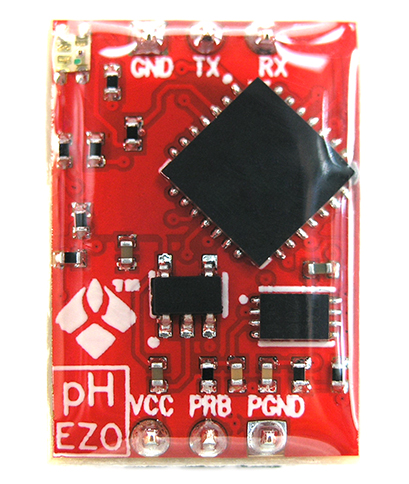 GND TX RX
TM
pH
EZO
VCC PRB PGND